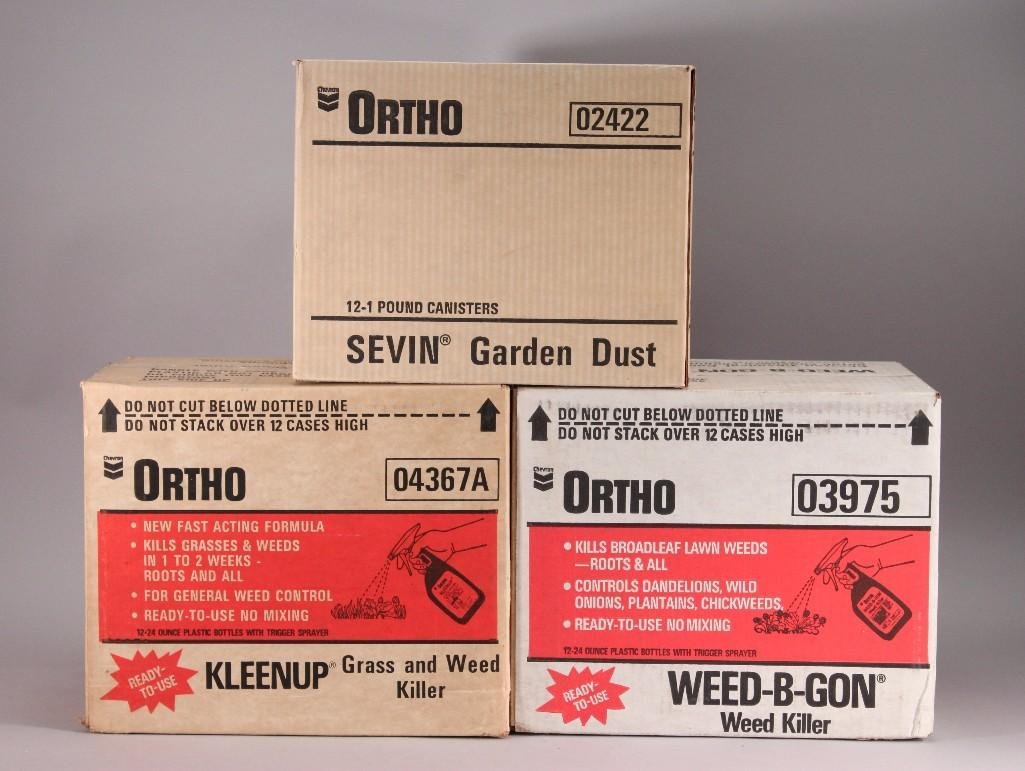 Chevron
ORTHO
02422
12-1 POUND CANISTERS
SEVIN® Garden Dust
DO NOT CUT BELOW DOTTED LINE
DO NOT STACK OVER 12 CASES HIGH
Chevron
ORTHO
04367A
• NEW FAST ACTING FORMULA
• KILLS GRASSES & WEEDS
IN 1 TO 2 WEEKS -
ROOTS AND ALL
• FOR GENERAL WEED CONTROL
• READY-TO-USE NO MIXING
12-24 OUNCE PLASTIC BOTTLES WITH TRIGGER SPRAYER
READY-
TO-USE
KLEENUP® Grass and Weed
Killer
WEED-B-GON
DO NOT CUT BELOW DOTTED LINE
DO NOT STACK OVER 12 CASES HIGH
Chevron
ORTHO
03975
• KILLS BROADLEAF LAWN WEEDS
—ROOTS & ALL
• CONTROLS DANDELIONS, WILD
ONIONS, PLANTAINS, CHICKWEEDS,
• READY-TO-USE NO MIXING
12-24 OUNCE PLASTIC BOTTLES WITH TRIGGER SPRAYER
READY-
TO-USE
WEED-B-GON®
Weed Killer